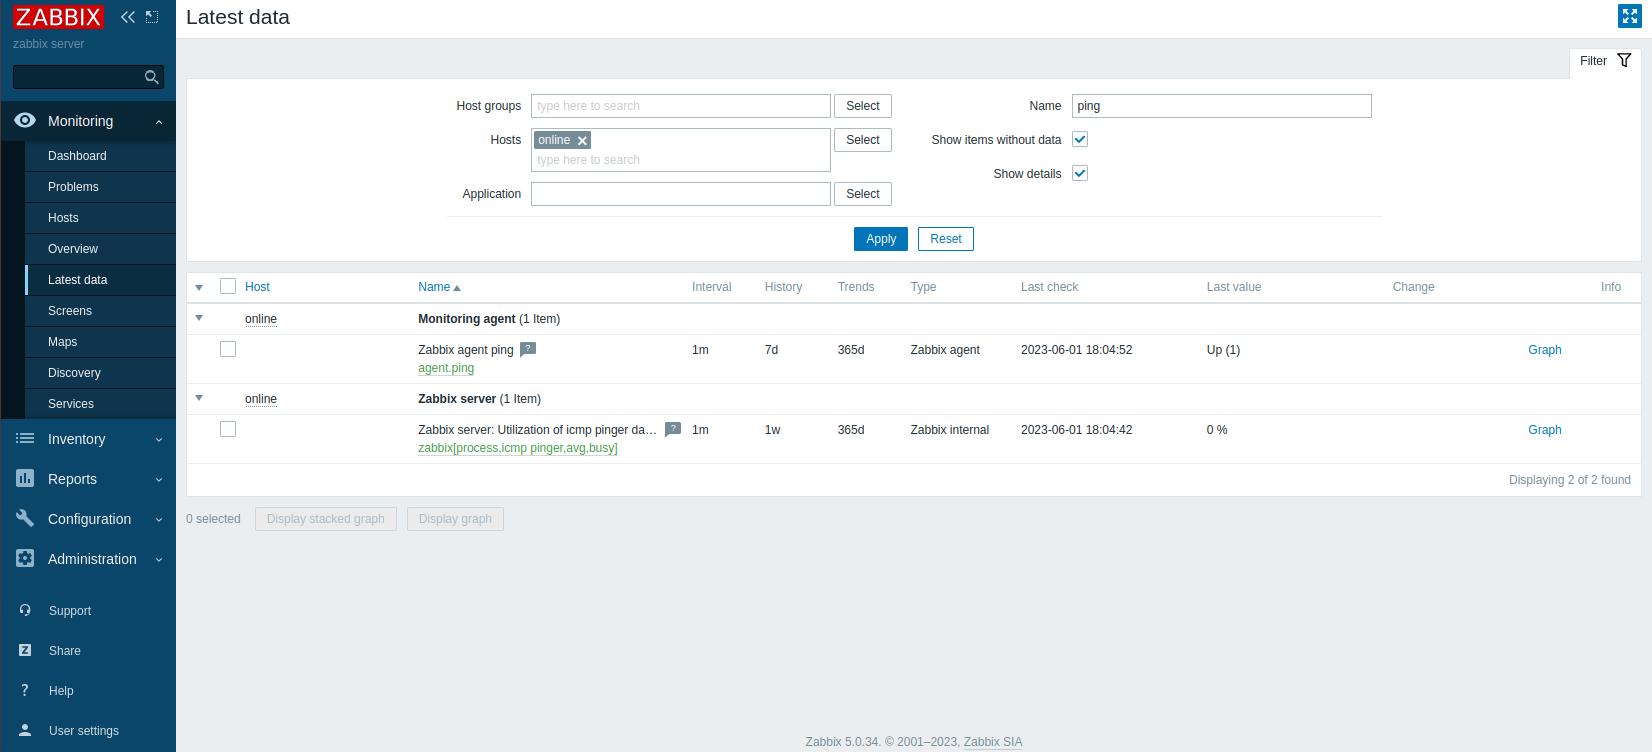 ZABBIX
zabbix server
Monitoring
Dashboard
Problems
Hosts
Overview
Latest data
Screens
Maps
Discovery
Services
Inventory
Reports
Configuration
Administration
Support
Share
Help
User settings
Latest data
Filter
Host groups type here to search Select Name ping
Hosts online Select Show items without data
type here to search
Show details
Application Select
Apply Reset
Host Name Interval History Trends Type Last check Last value Change Info
online Monitoring agent (1 Item)
Zabbix agent ping ? 1m 7d 365d Zabbix agent 2023-06-01 18:04:52 Up (1) Graph
agent.ping
online Zabbix server (1 Item)
Zabbix server: Utilization of icmp pinger da… ? 1m 1w 365d Zabbix internal 2023-06-01 18:04:42 0 % Graph
zabbix[process,icmp pinger,avg,busy]
Displaying 2 of 2 found
0 selected Display stacked graph Display graph
Zabbix 5.0.34. © 2001–2023, Zabbix SIA